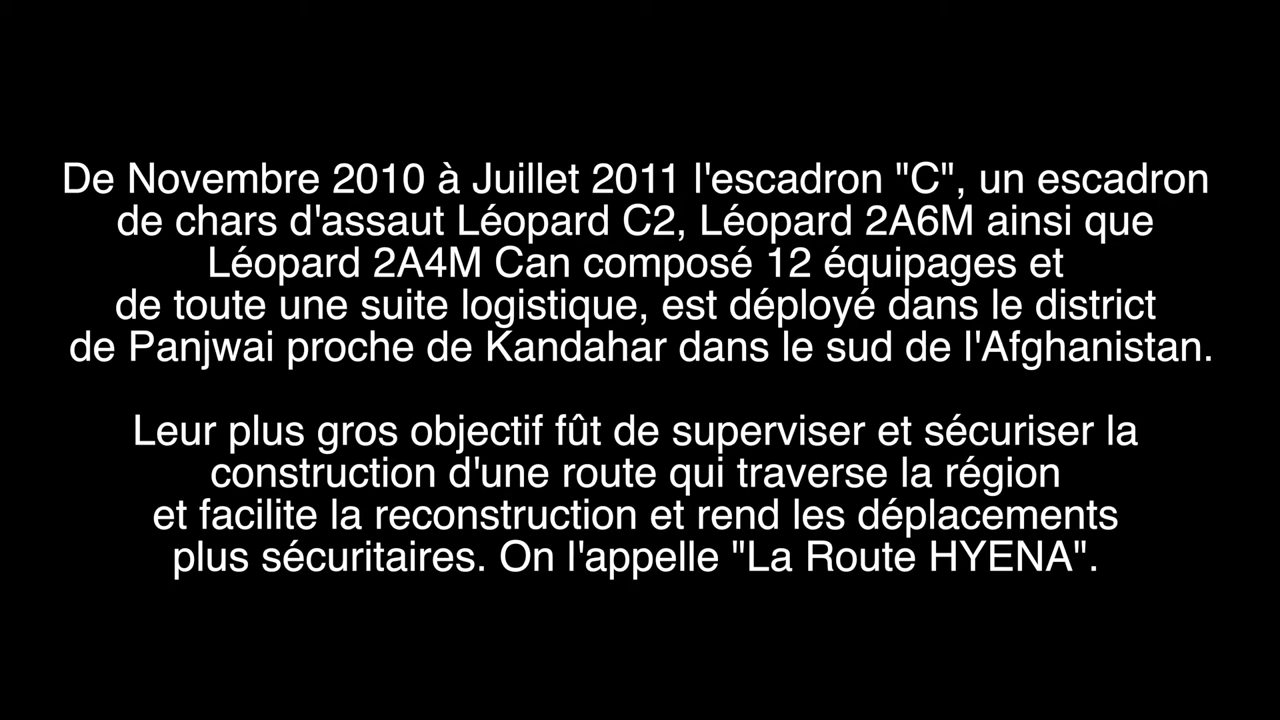 De Novembre 2010 à Juillet 2011 l'escadron "C", un escadron
de chars d'assaut Léopard C2, Léopard 2A6M ainsi que
Léopard 2A4M Can composé 12 équipages et
de toute une suite logistique, est déployé dans le district
de Panjwai proche de Kandahar dans le sud de l'Afghanistan.
Leur plus gros objectif fût de superviser et sécuriser la
construction d'une route qui traverse la région
et facilite la reconstruction et rend les déplacements
plus sécuritaires. On l'appelle "La Route HYENA".